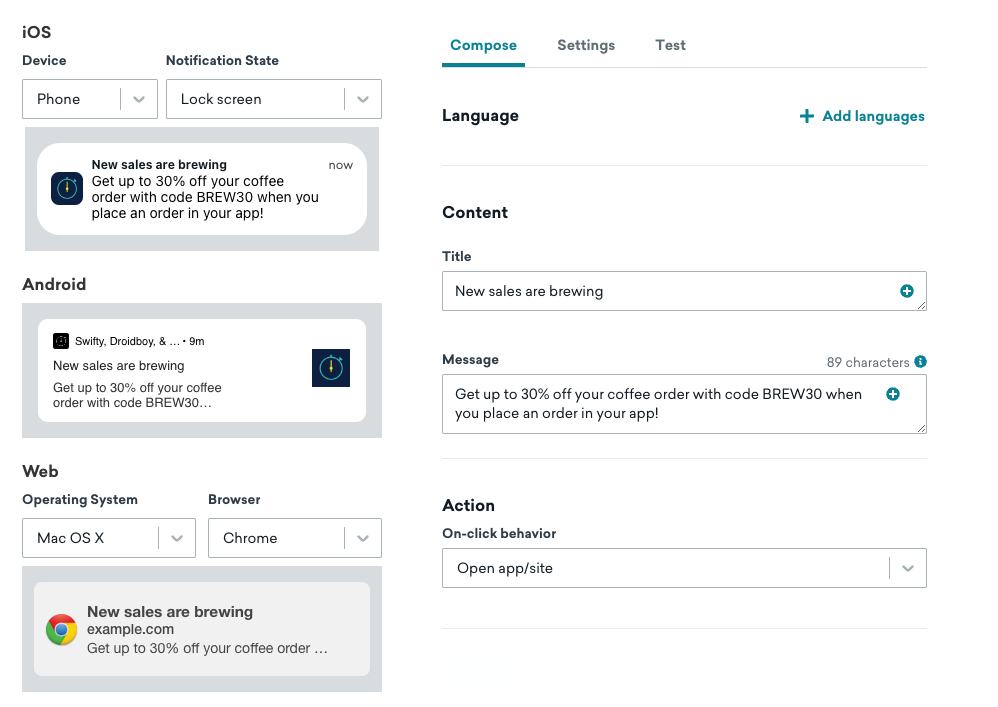 iOS
Device
Notification State
Phone
Lock screen
New sales are brewing
now
Get up to 30% off your coffee
order with code BREW30 when you
place an order in your app!
Android
Swifty, Droidboy, & … • 9m
New sales are brewing
Get up to 30% off your coffee
order with code BREW30…
Web
Operating System
Browser
Mac OS X
Chrome
New sales are brewing
example.com
Get up to 30% off your coffee order …
Compose
Settings
Test
Language
Add languages
Content
Title
New sales are brewing
Message
89 characters
Get up to 30% off your coffee order with code BREW30 when
you place an order in your app!
Action
On-click behavior
Open app/site